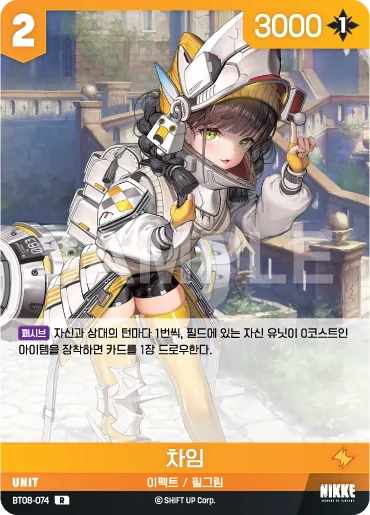 2
3000 1
SAMPLE
패시브 자신과 상대의 턴마다 1번씩, 필드에 있는 자신 유닛이 0코스트인
아이템을 장착하면 카드를 1장 드로우한다.
차임
UNIT
이펙트 / 필그림
NIKKE
BT08-074 R
ⓒSHIFT UP Corp.